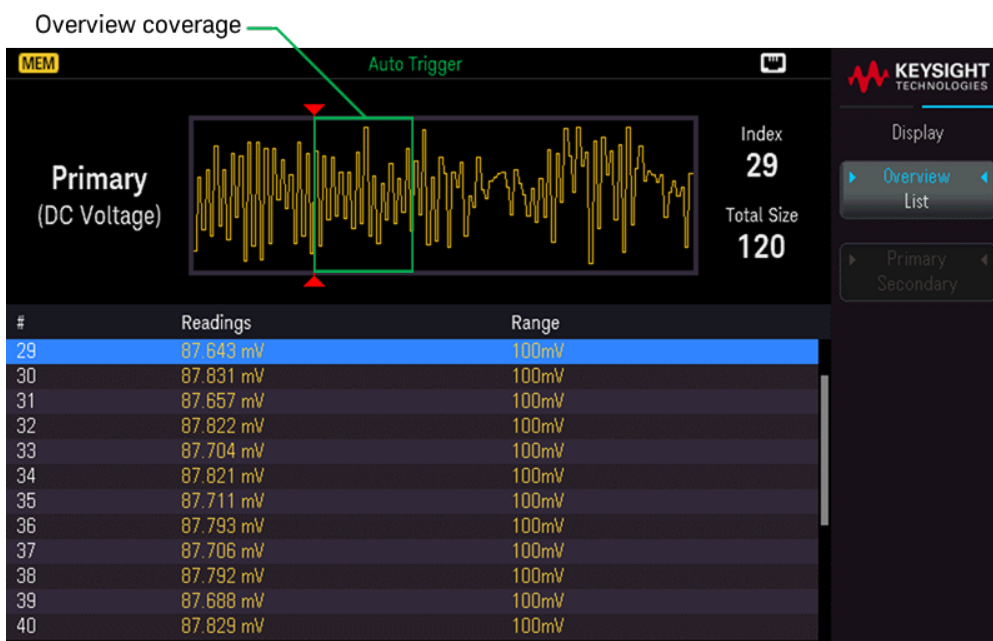 Overview coverage
MEM
Auto Trigger
KEYSIGHT
TECHNOLOGIES
Primary
(DC Voltage)
Index
29
Total Size
120
Display
Overview
List
Primary
Secondary
# Readings Range
29 87.643 mV 100mV
30 87.831 mV 100mV
31 87.657 mV 100mV
32 87.822 mV 100mV
33 87.704 mV 100mV
34 87.821 mV 100mV
35 87.711 mV 100mV
36 87.793 mV 100mV
37 87.706 mV 100mV
38 87.792 mV 100mV
39 87.688 mV 100mV
40 87.829 mV 100mV